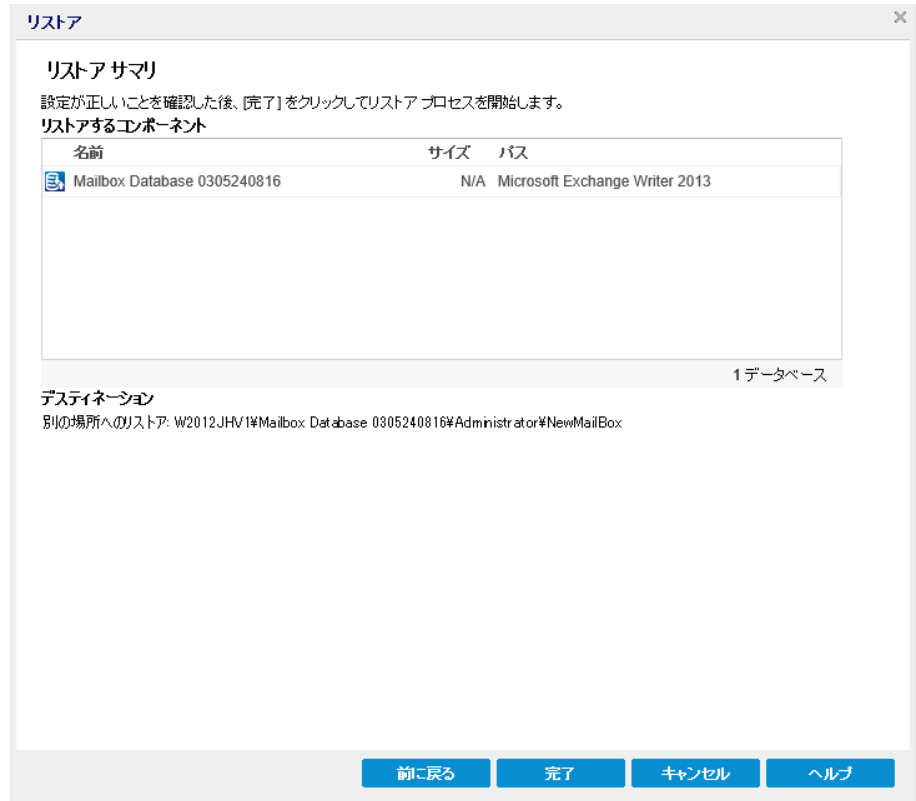 リストア
リストア サマリ
設定が正しいことを確認した後、[完了] をクリックしてリストア プロセスを開始します。
リストアするコンポーネント
名前 サイズ パス
Mailbox Database 0305240816 N/A Microsoft Exchange Writer 2013
1 データベース
デスティネーション
別の場所へのリストア: W2012JHV1¥Mailbox Database 0305240816¥Administrator¥NewMailBox
前に戻る 完了 キャンセル ヘルプ